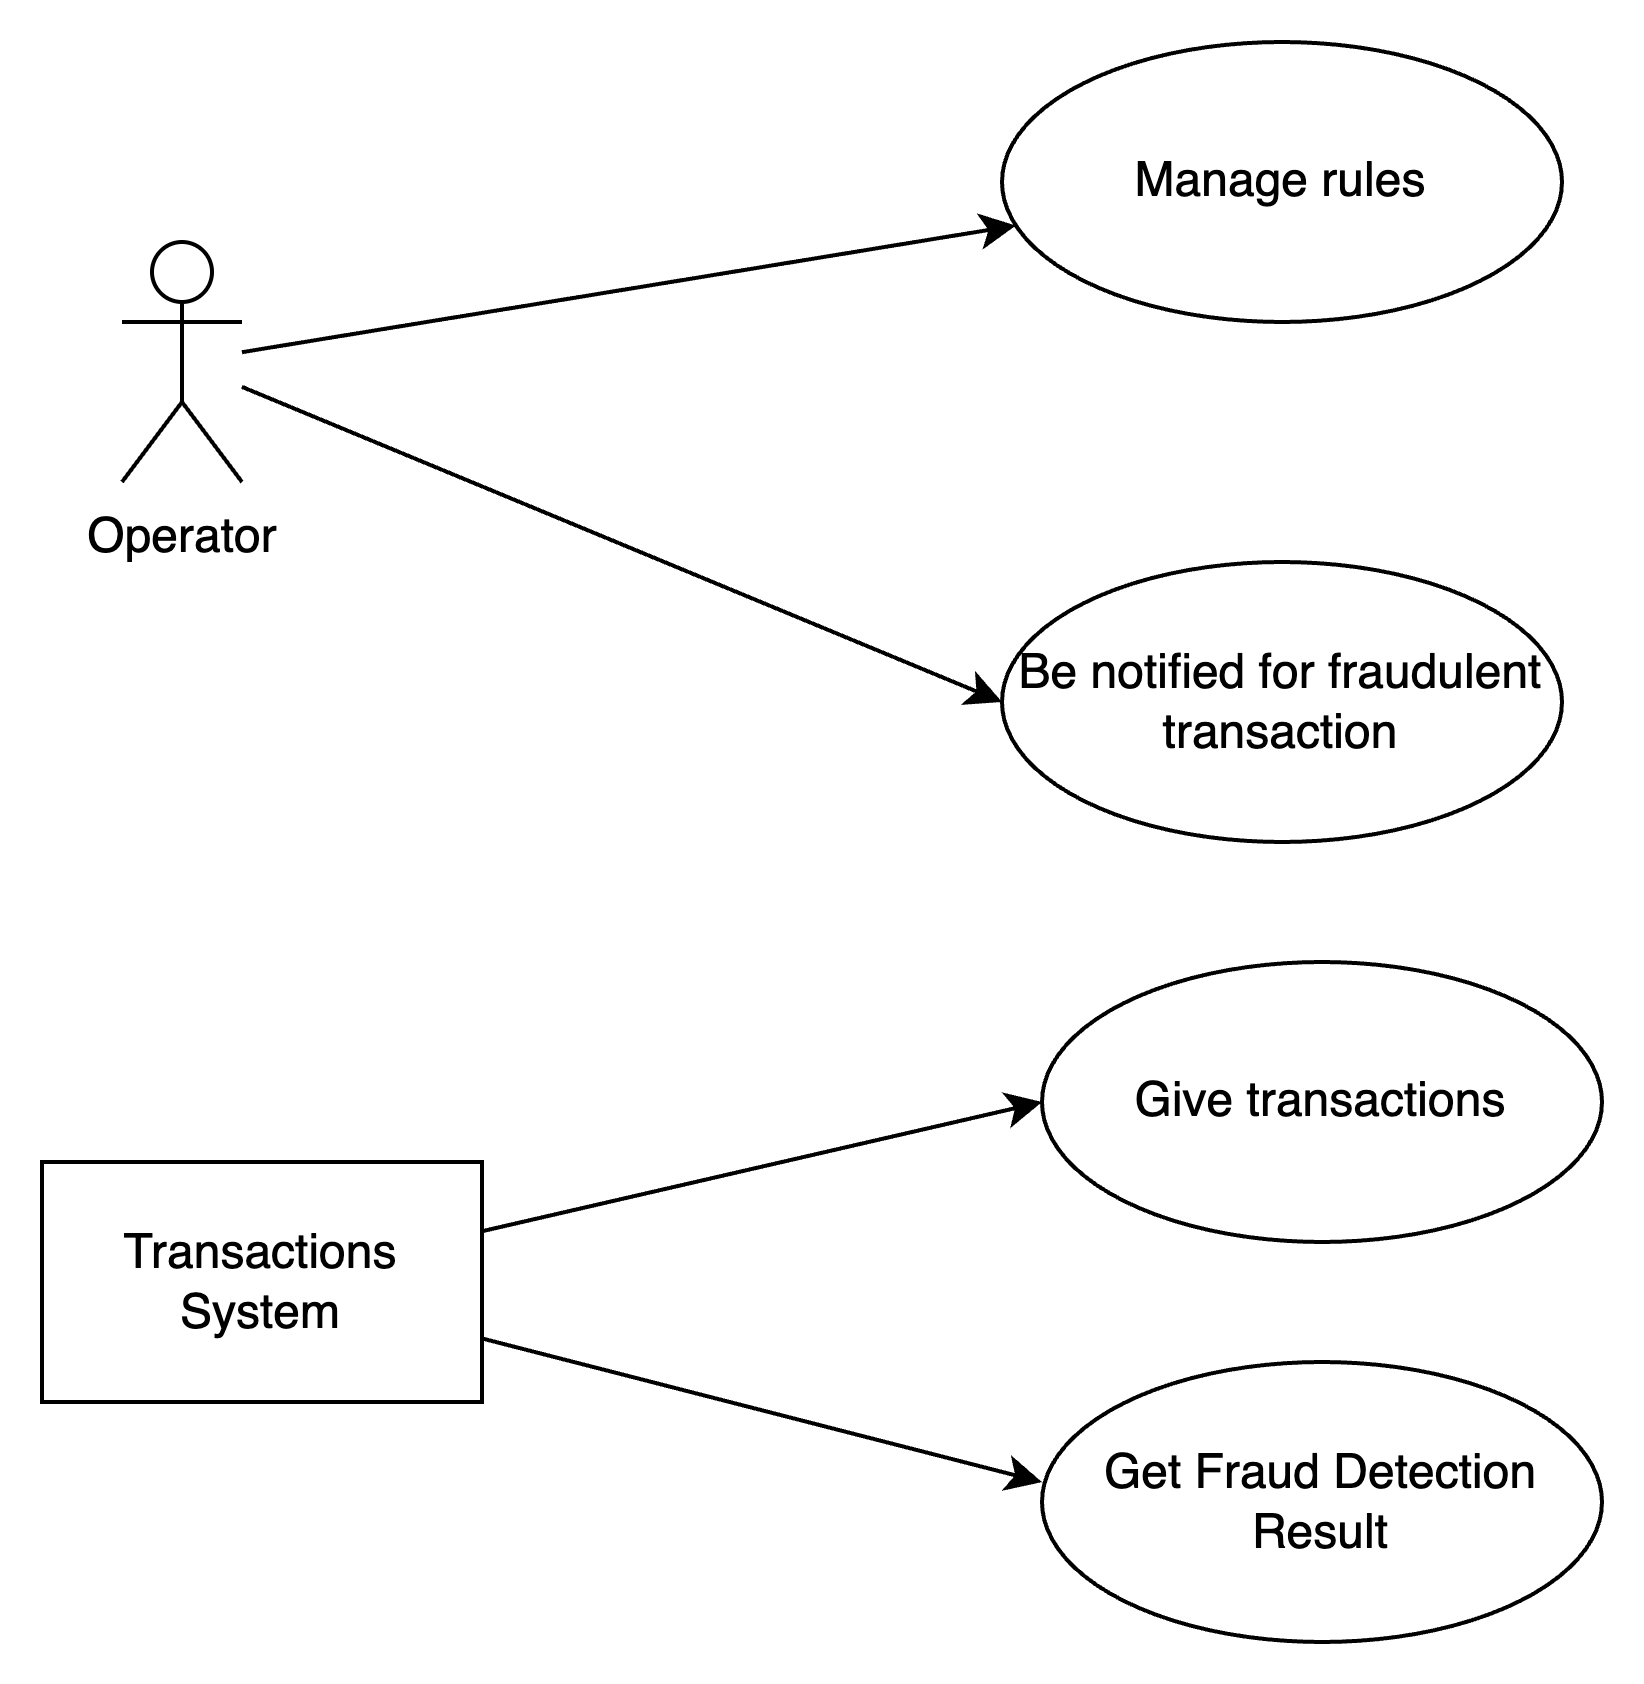 Manage rules
Operator
Be notified for fraudulent
transaction
Give transactions
Transactions
System
Get Fraud Detection
Result